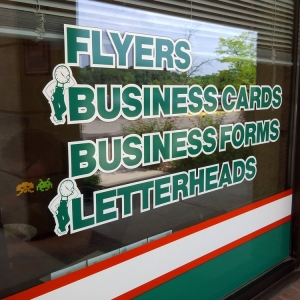 FLYERS
BUSINESS CARDS
BUSINESS FORMS
LETTERHEADS